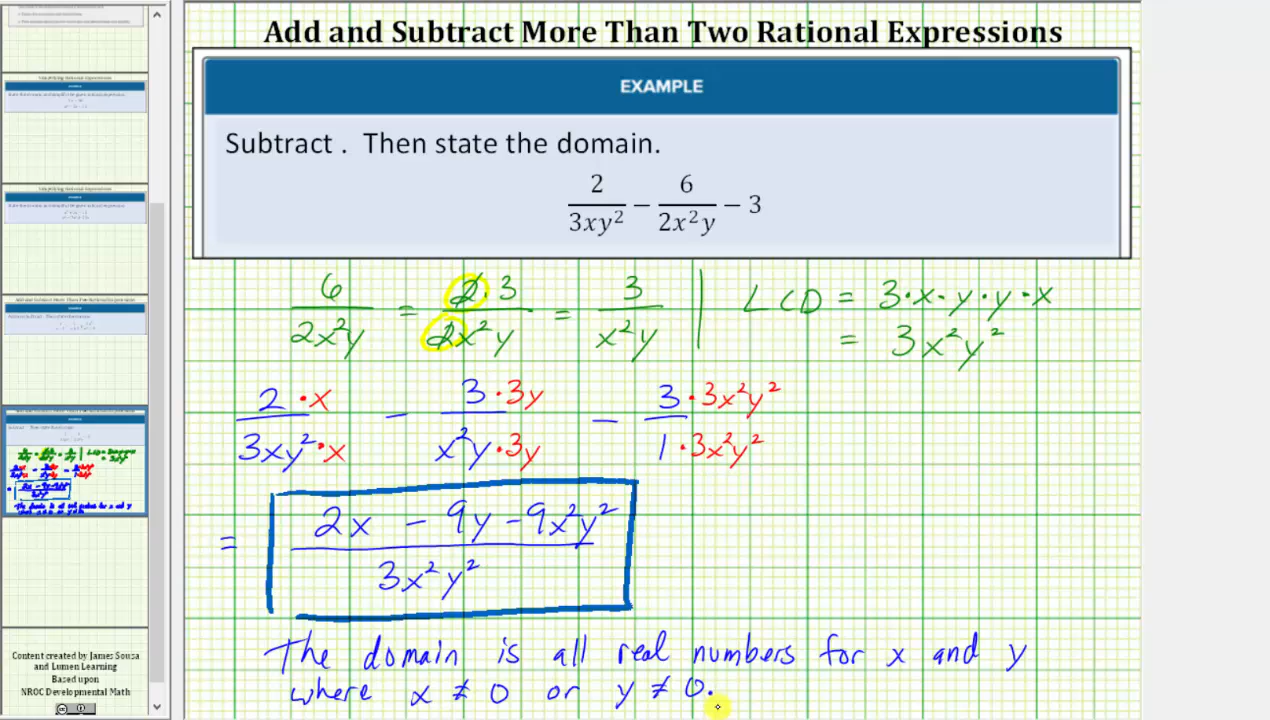 Add and Subtract More Than Two Rational Expressions
EXAMPLE
Subtract . Then state the domain.
2/3xy² − 6/2x²y − 3
6/2x²y = 2·3/2x²y = 3/x²y | LCD = 3·x·y·y·x
= 3x²y²
2·x/3xy²·x − 3·3y/x²y·3y − 3·3x²y²/1·3x²y²
= 2x − 9y − 9x²y²/3x²y²
The domain is all real numbers for x and y
where x ≠ 0 or y ≠ 0.
Content created by James Sousa
and Lumen Learning
Based upon
NROC Developmental Math